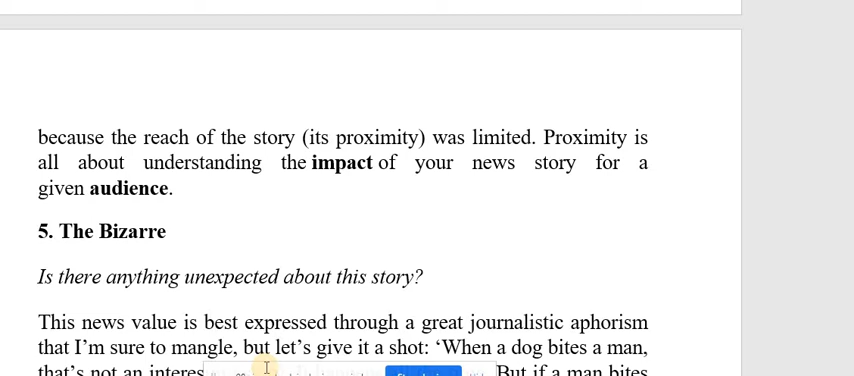 because the reach of the story (its proximity) was limited. Proximity is
all about understanding the impact of your news story for a
given audience.
5. The Bizarre
Is there anything unexpected about this story?
This news value is best expressed through a great journalistic aphorism
that I’m sure to mangle, but let’s give it a shot: ‘When a dog bites a man,
that’s not an But if a man bites